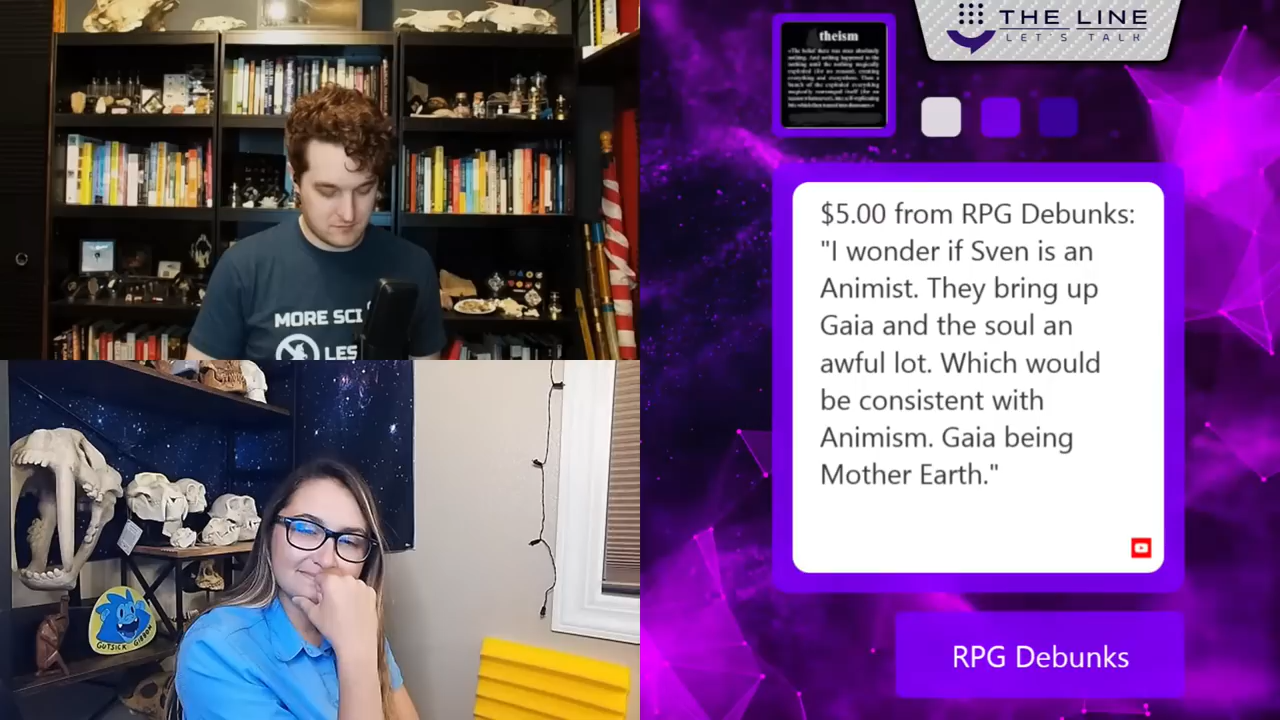 MORE SCI
LES
GUTSICK GIBBON
theism
THE LINE
LET'S TALK
$5.00 from RPG Debunks:
"I wonder if Sven is an
Animist. They bring up
Gaia and the soul an
awful lot. Which would
be consistent with
Animism. Gaia being
Mother Earth."
RPG Debunks